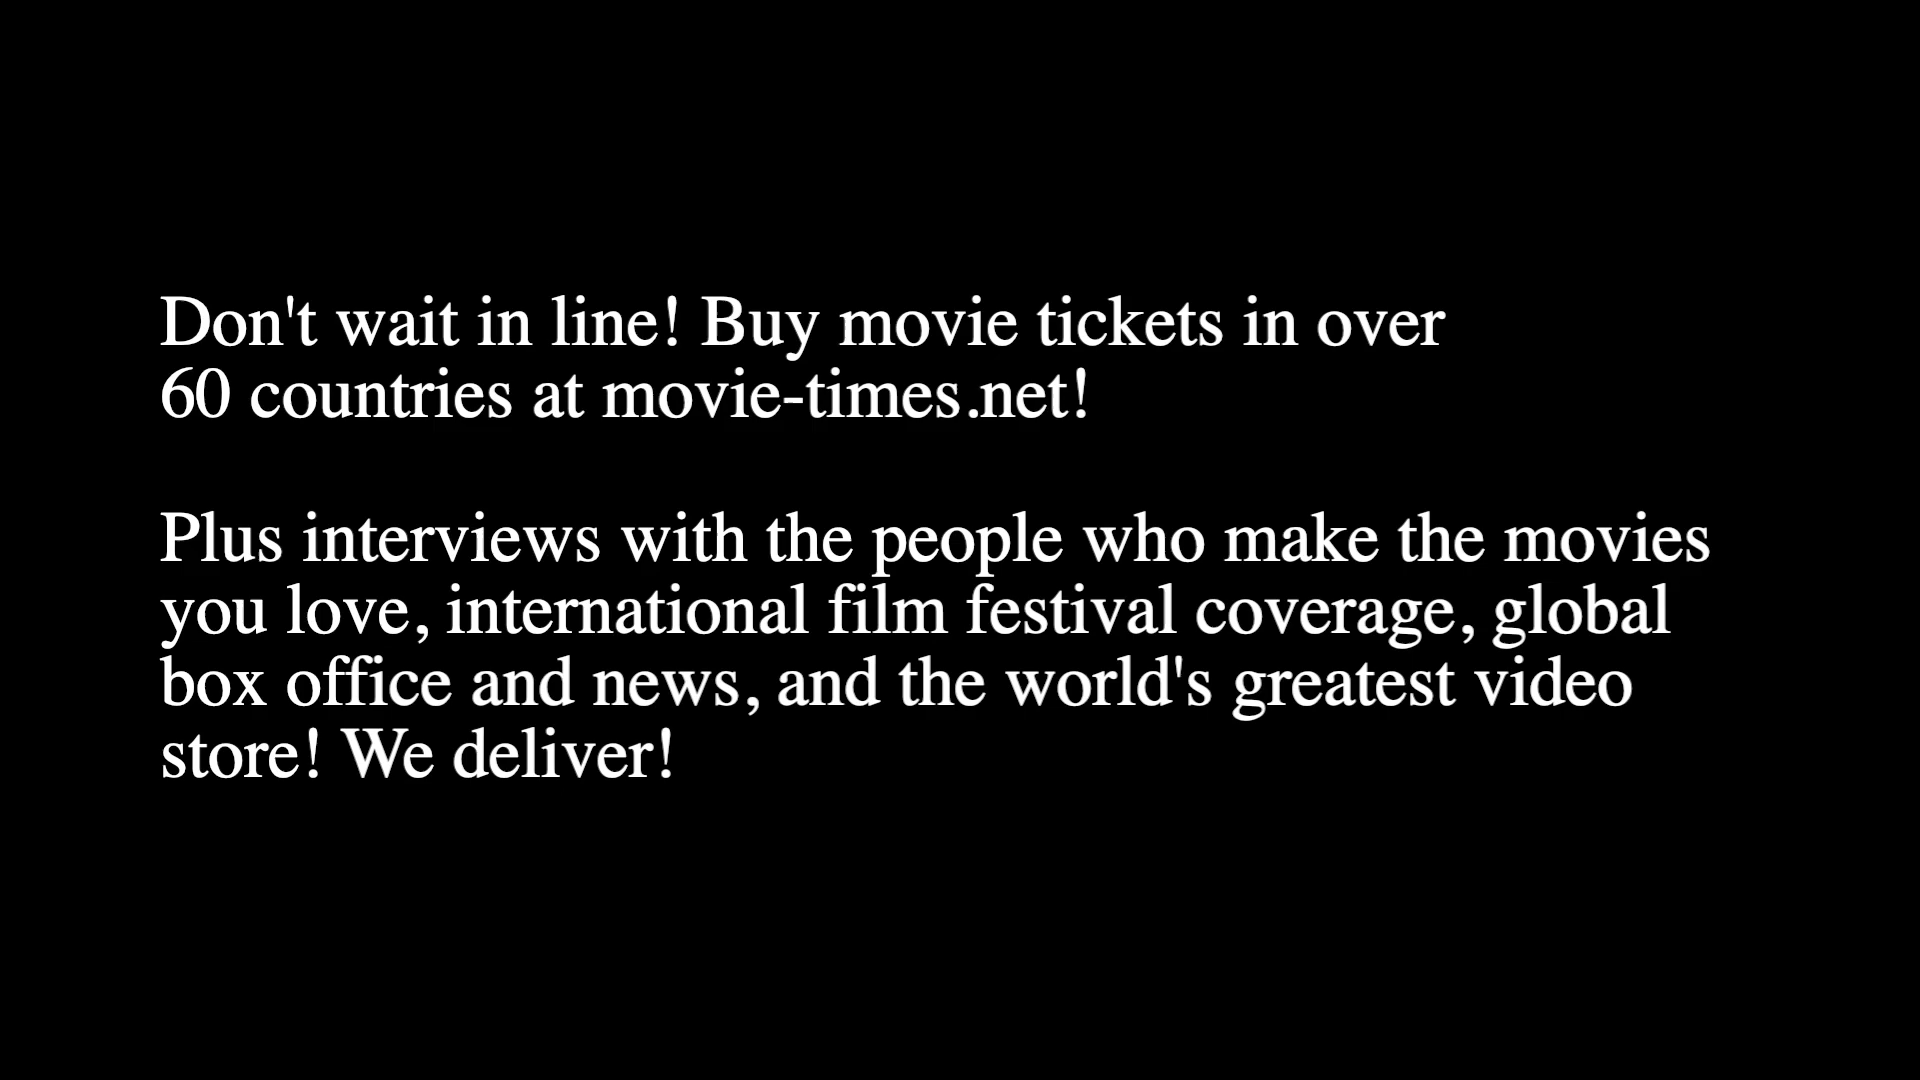 Don't wait in line! Buy movie tickets in over
60 countries at movie-times.net!
Plus interviews with the people who make the movies
you love, international film festival coverage, global
box office and news, and the world's greatest video
store! We deliver!